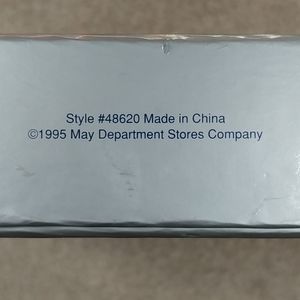 Style #48620 Made in China
©1995 May Department Stores Company